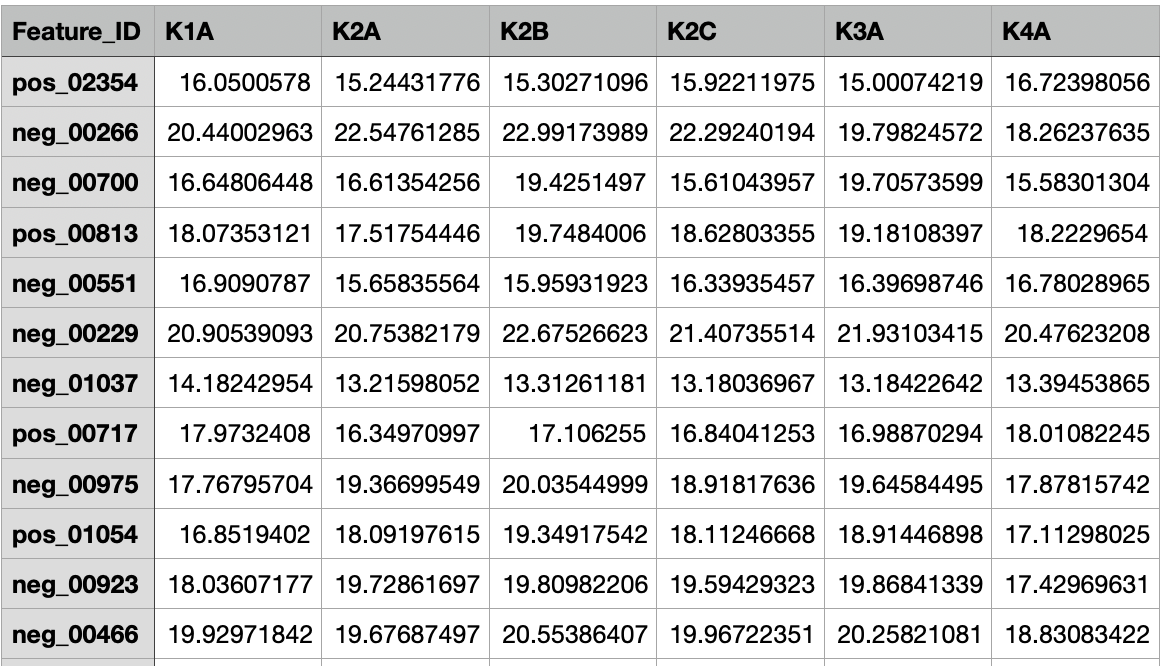 Feature_ID K1A K2A K2B K2C K3A K4A
pos_02354 16.0500578 15.24431776 15.30271096 15.92211975 15.00074219 16.72398056
neg_00266 20.44002963 22.54761285 22.99173989 22.29240194 19.79824572 18.26237635
neg_00700 16.64806448 16.61354256 19.4251497 15.61043957 19.70573599 15.58301304
pos_00813 18.07353121 17.51754446 19.7484006 18.62803355 19.18108397 18.2229654
neg_00551 16.9090787 15.65835564 15.95931923 16.33935457 16.39698746 16.78028965
neg_00229 20.90539093 20.75382179 22.67526623 21.40735514 21.93103415 20.47623208
neg_01037 14.18242954 13.21598052 13.31261181 13.18036967 13.18422642 13.39453865
pos_00717 17.9732408 16.34970997 17.106255 16.84041253 16.98870294 18.01082245
neg_00975 17.76795704 19.36699549 20.03544999 18.91817636 19.64584495 17.87815742
pos_01054 16.8519402 18.09197615 19.34917542 18.11246668 18.91446898 17.11298025
neg_00923 18.03607177 19.72861697 19.80982206 19.59429323 19.86841339 17.42969631
neg_00466 19.92971842 19.67687497 20.55386407 19.96722351 20.25821081 18.83083422